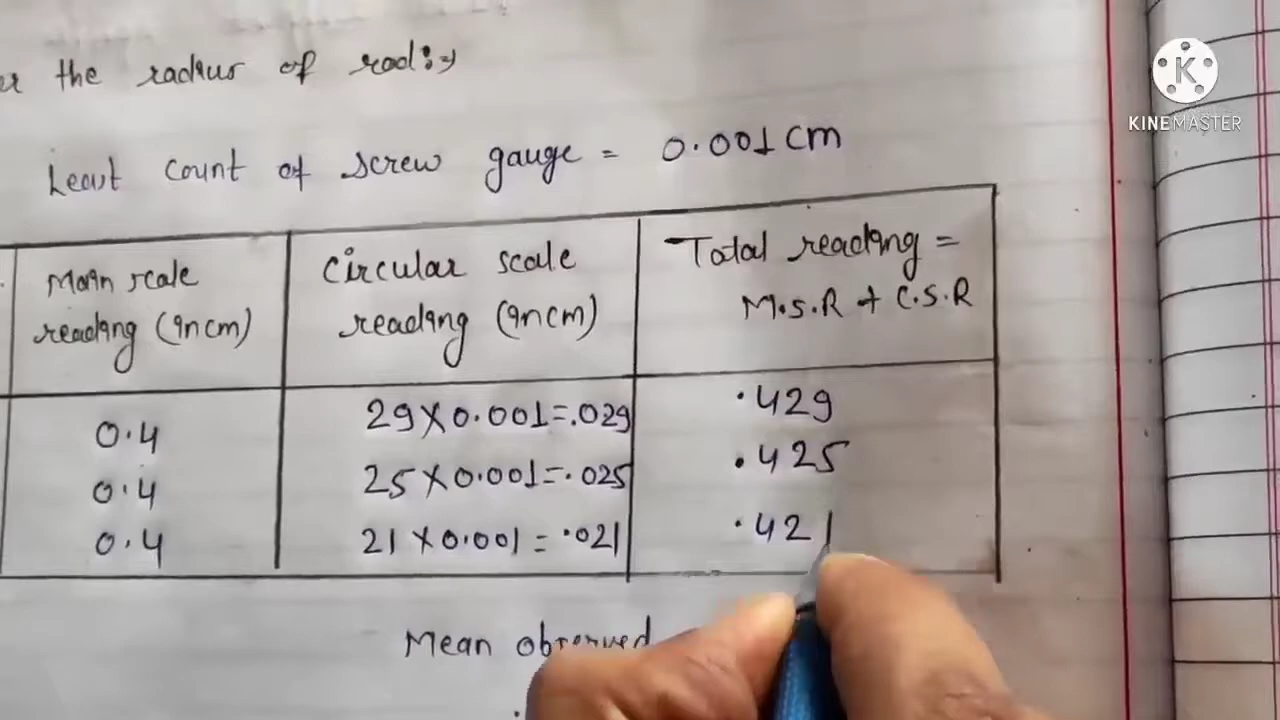 the radius of rod:→
KINEMASTER
Least count of screw gauge = 0.001 cm
Main scale reading (in cm)
Circular scale reading (in cm)
Total reading = M.S.R + C.S.R
0.4
29×0.001=.029
.429
0.4
25×0.001=.025
.425
0.4
21×0.001=.021
.421
Mean observed